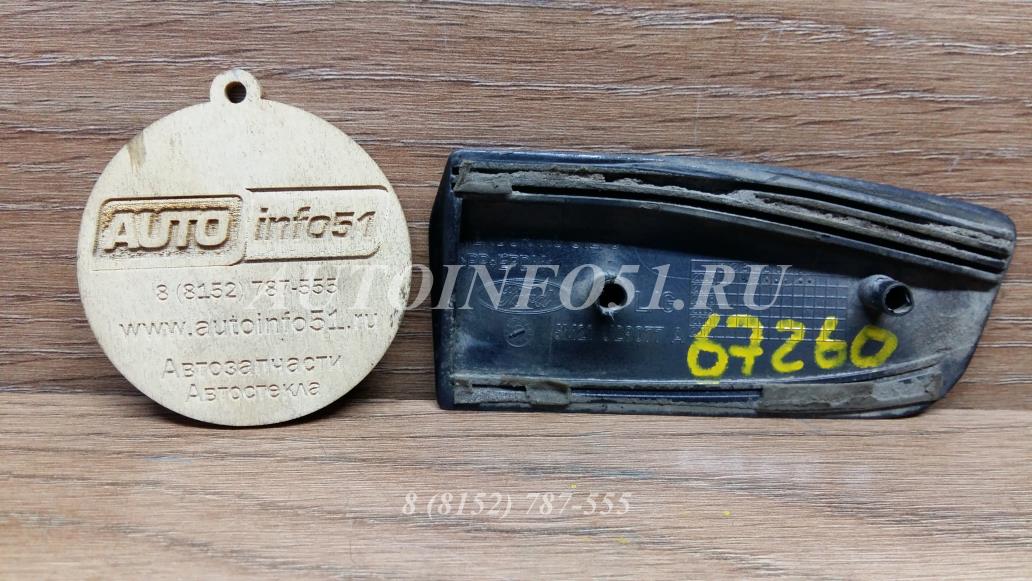 AUTO info51
8 (8152) 787-555
www.autoinfo51.ru
Автозапчасти
Автостекла
AUTOINFO51.RU
67260
8 (8152) 787-555